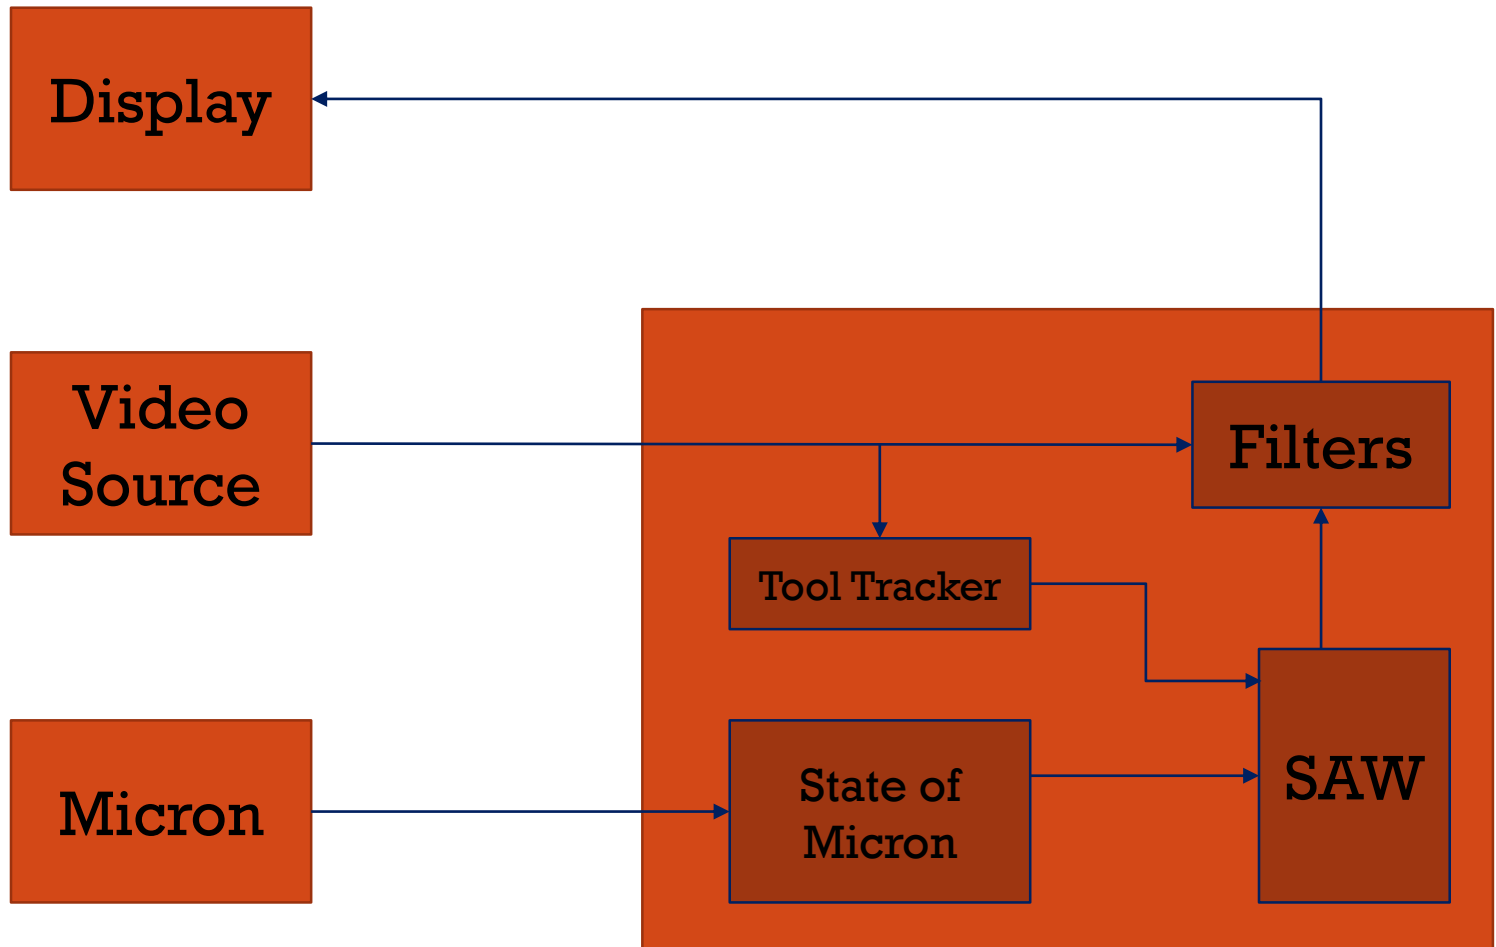 Display
Video
Source
Filters
Tool Tracker
State of
Micron
SAW
Micron